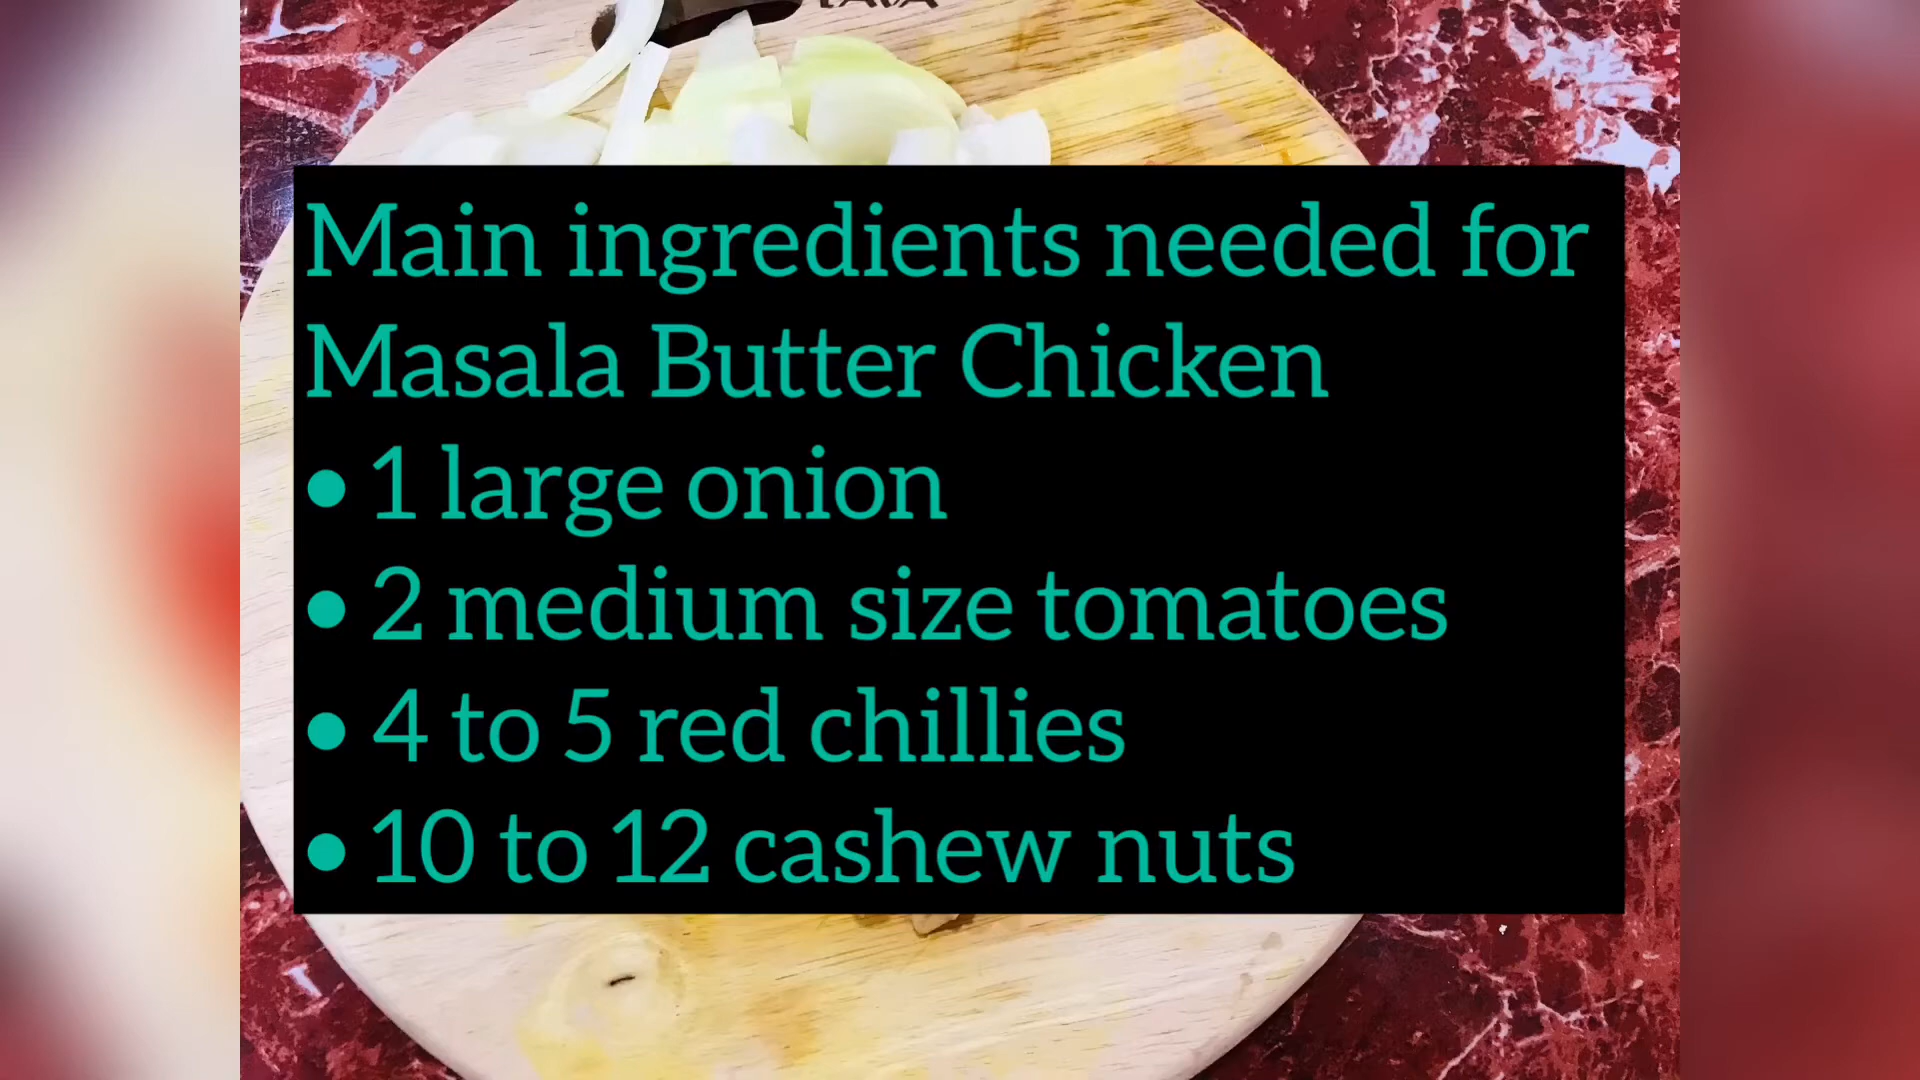 Main ingredients needed for
Masala Butter Chicken
● 1 large onion
● 2 medium size tomatoes
● 4 to 5 red chillies
● 10 to 12 cashew nuts